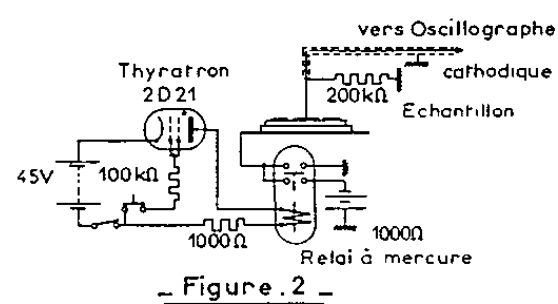 vers Oscillographe
cathodique
Thyratron
2D21
200kΩ
Echantillon
45V
100kΩ
1000Ω
1000Ω
Relai à mercure
_ Figure. 2 _